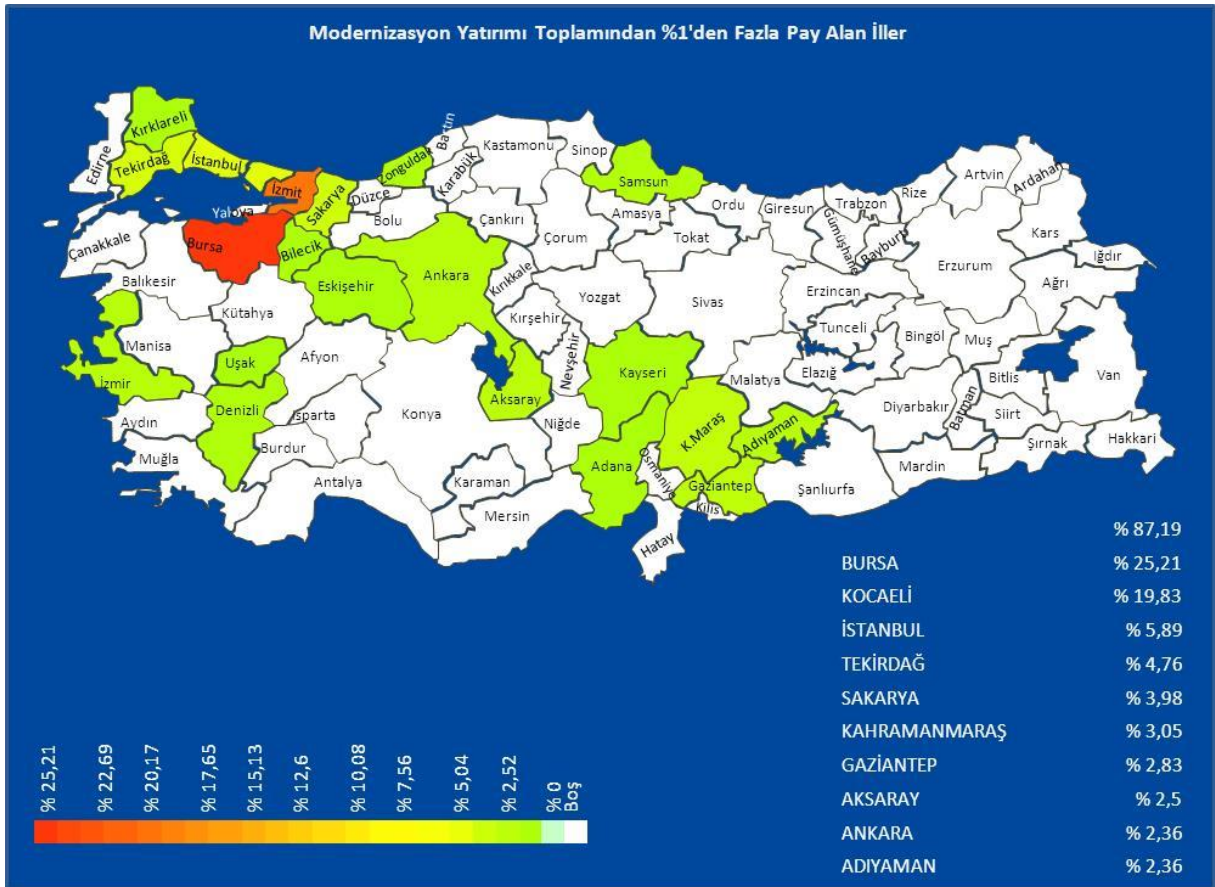 Modernizasyon Yatırımı Toplamından %1'den Fazla Pay Alan İller
Edirne
Kırklareli
Tekirdağ
İstanbul
İzmit
Yalova
Sakarya
Düzce
Zonguldak
Bartın
Karabük
Kastamonu
Sinop
Samsun
Ordu
Giresun
Trabzon
Rize
Artvin
Ardahan
Çanakkale
Bursa
Bilecik
Bolu
Çankırı
Çorum
Amasya
Tokat
Gümüşhane
Bayburt
Erzurum
Kars
Iğdır
Balıkesir
Kütahya
Eskişehir
Ankara
Kırıkkale
Yozgat
Sivas
Erzincan
Ağrı
Manisa
Uşak
Afyon
Kırşehir
Nevşehir
Kayseri
Malatya
Tunceli
Elazığ
Bingöl
Muş
Bitlis
Van
İzmir
Denizli
Isparta
Konya
Aksaray
Niğde
Adana
K.Maraş
Adıyaman
Diyarbakır
Batman
Siirt
Şırnak
Hakkari
Aydın
Muğla
Burdur
Antalya
Karaman
Mersin
Osmaniye
Gaziantep
Kilis
Hatay
Şanlıurfa
Mardin
% 87,19
BURSA % 25,21
KOCAELİ % 19,83
İSTANBUL % 5,89
TEKİRDAĞ % 4,76
SAKARYA % 3,98
KAHRAMANMARAŞ % 3,05
GAZİANTEP % 2,83
AKSARAY % 2,5
ANKARA % 2,36
ADIYAMAN % 2,36
% 25,21
% 22,69
% 20,17
% 17,65
% 15,13
% 12,6
% 10,08
% 7,56
% 5,04
% 2,52
% 0
Boş